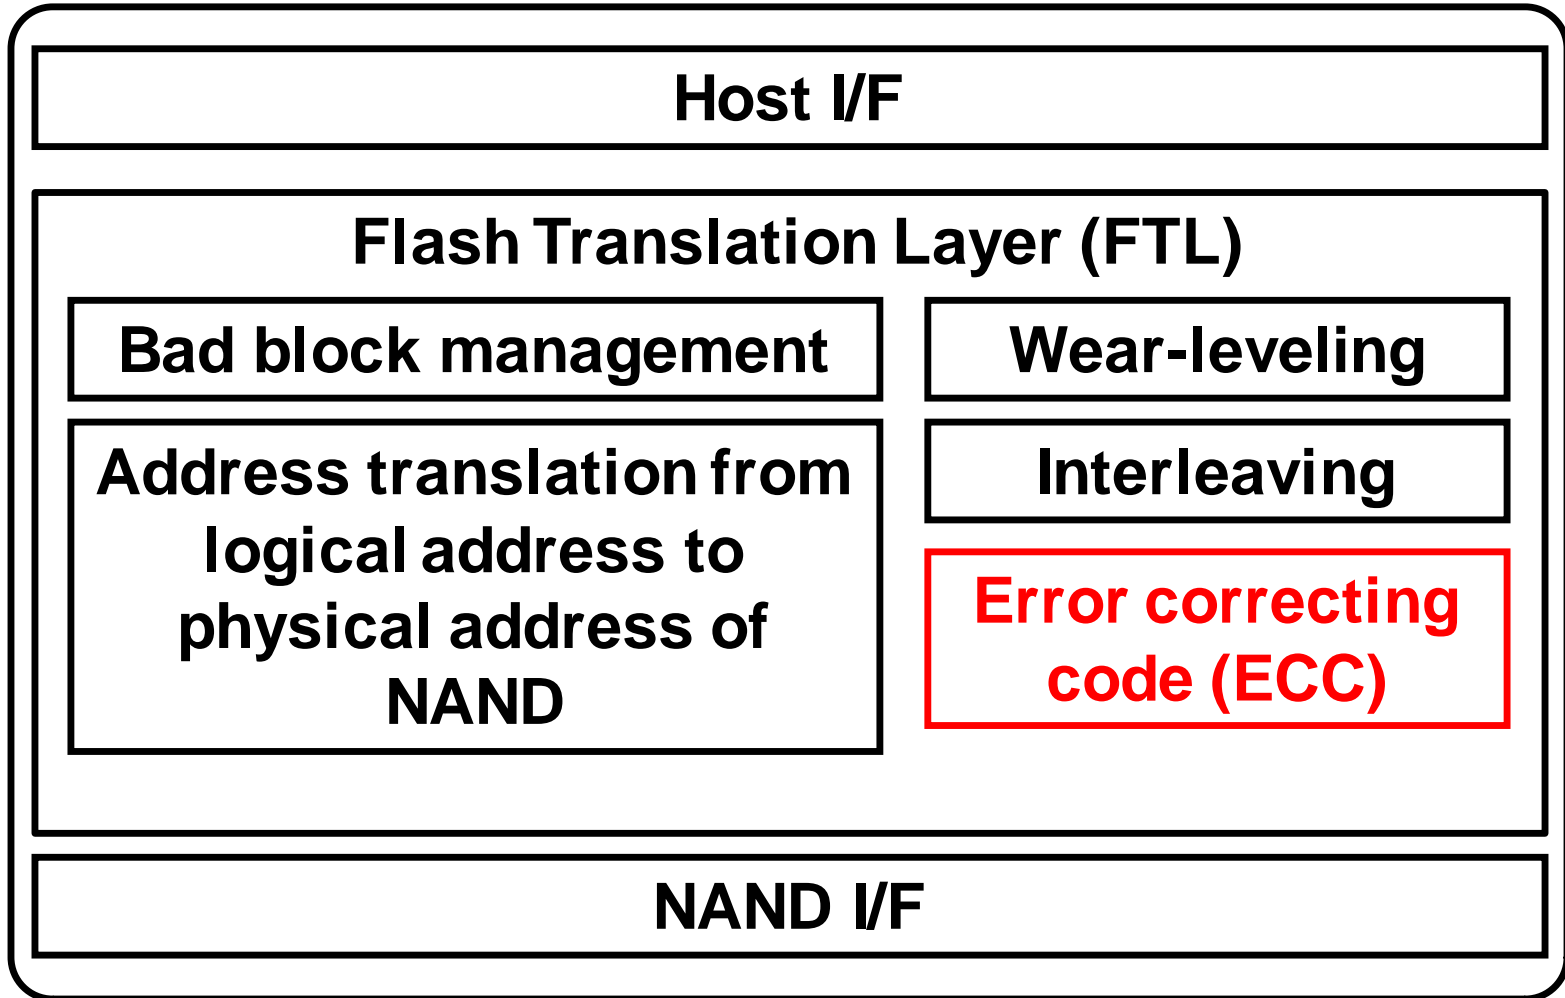 Host I/F
Flash Translation Layer (FTL)
Bad block management
Wear-leveling
Address translation from
logical address to
physical address of
NAND
Interleaving
Error correcting
code (ECC)
NAND I/F